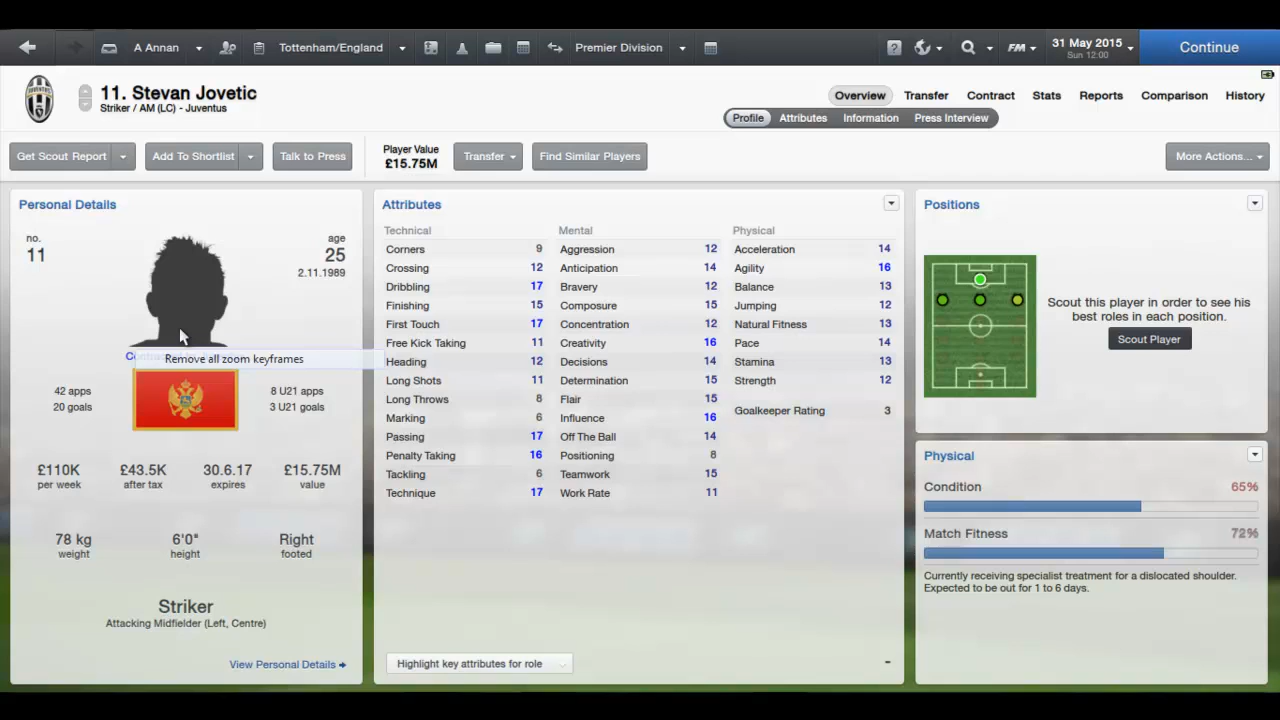 A Annan
Tottenham/England
Premier Division
?
FM
31 May 2015
Sun 12:00
Continue
11. Stevan Jovetic
Striker / AM (LC) - Juventus
Overview Transfer Contract Stats Reports Comparison History
Profile Attributes Information Press Interview
Get Scout Report
Add To Shortlist
Talk to Press
Player Value
£15.75M
Transfer
Find Similar Players
More Actions...
Personal Details
no.
11
age
25
2.11.1989
Remove all zoom keyframes
42 apps
20 goals
8 U21 apps
3 U21 goals
£110K
per week
£43.5K
after tax
30.6.17
expires
£15.75M
value
78 kg
weight
6'0"
height
Right
footed
Striker
Attacking Midfielder (Left, Centre)
View Personal Details
Attributes
Technical
Corners 9
Crossing 12
Dribbling 17
Finishing 15
First Touch 17
Free Kick Taking 11
Heading 12
Long Shots 11
Long Throws 8
Marking 6
Passing 17
Penalty Taking 16
Tackling 6
Technique 17
Mental
Aggression 12
Anticipation 14
Bravery 12
Composure 15
Concentration 12
Creativity 16
Decisions 14
Determination 15
Flair 15
Influence 16
Off The Ball 14
Positioning 8
Teamwork 15
Work Rate 11
Physical
Acceleration 14
Agility 16
Balance 13
Jumping 12
Natural Fitness 13
Pace 14
Stamina 13
Strength 12
Goalkeeper Rating 3
Highlight key attributes for role
-
Positions
Scout this player in order to see his
best roles in each position.
Scout Player
Physical
Condition 65%
Match Fitness 72%
Currently receiving specialist treatment for a dislocated shoulder.
Expected to be out for 1 to 6 days.